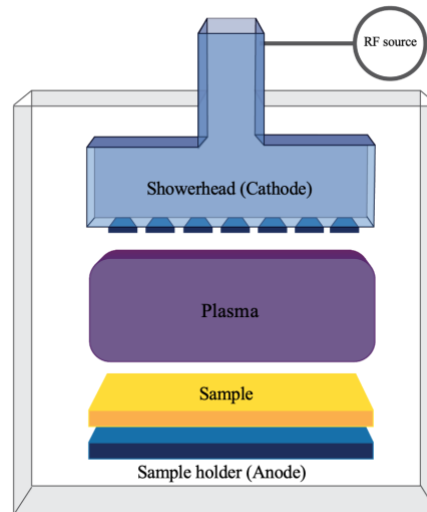 RF source
Showerhead (Cathode)
Plasma
Sample
Sample holder (Anode)